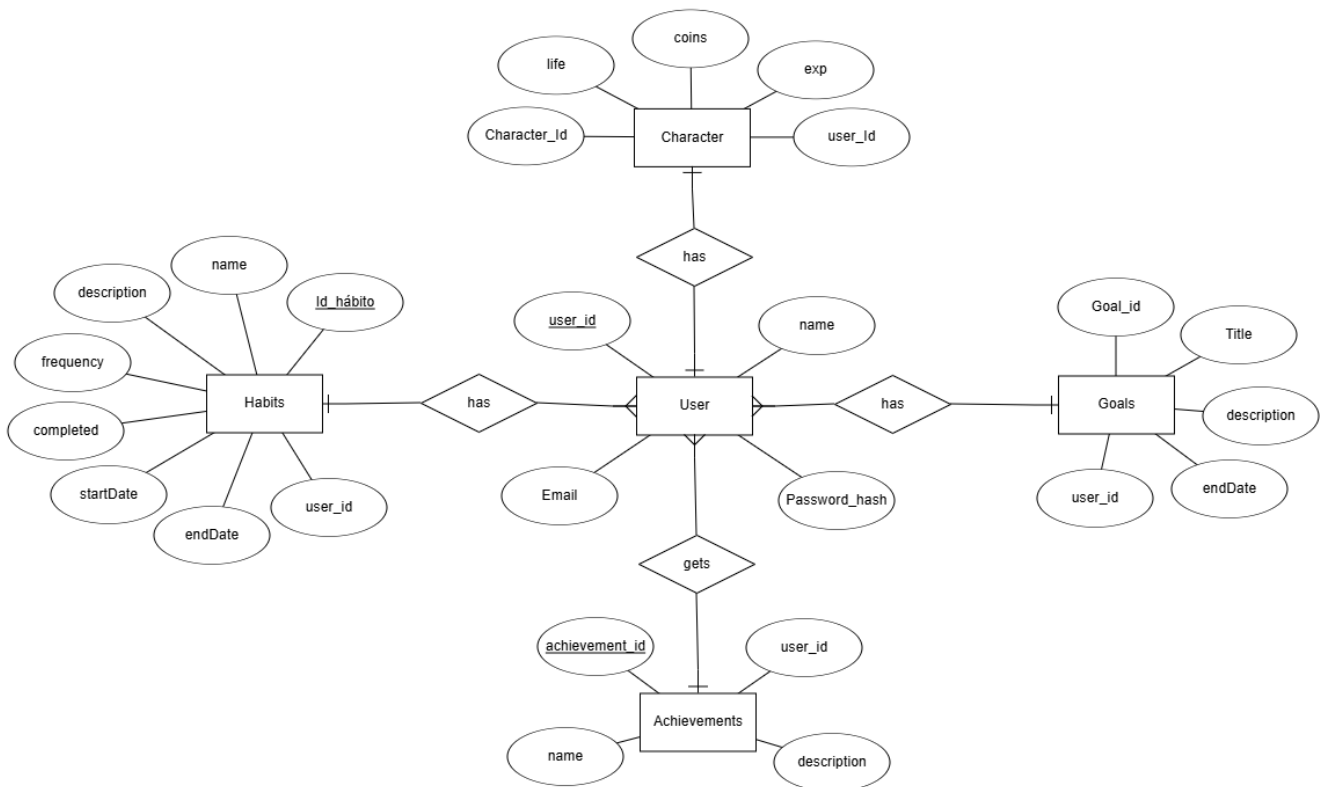 coins
life
exp
Character_Id
Character
user_Id
has
name
description
Id_hábito
frequency
Habits
completed
startDate
endDate
user_id
has
user_id
name
User
Email
Password_hash
has
Goal_id
Title
Goals
description
user_id
endDate
gets
achievement_id
user_id
Achievements
name
description